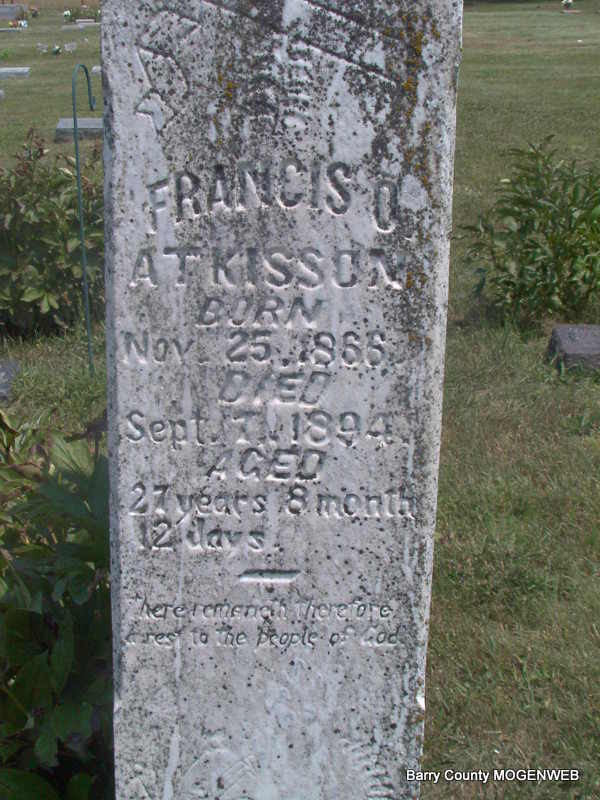 FRANCIS O.
ATKISSON
BORN
Nov. 25, 1866.
DIED
Sept. 7, 1894.
AGED
27 years 8 month
12 days.
There remaineth therefore
a rest to the people of God.
Barry County MOGENWEB